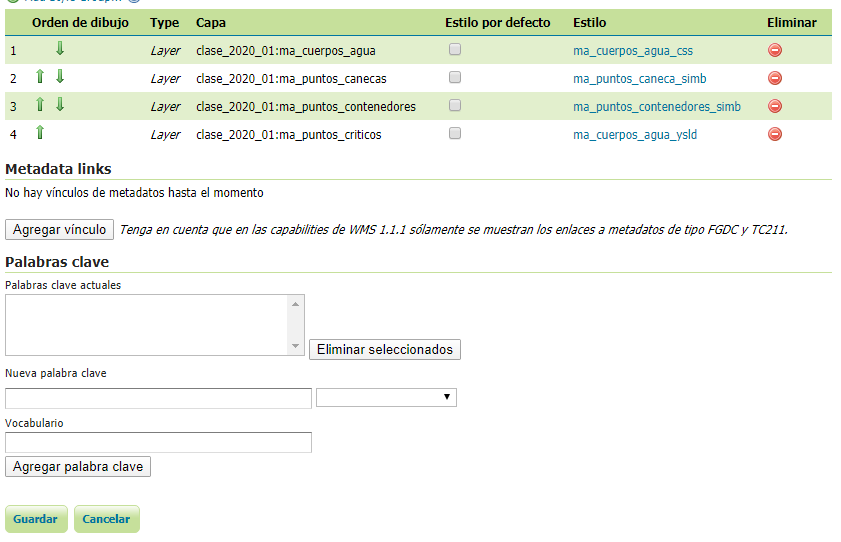 Orden de dibujo Type Capa Estilo por defecto Estilo Eliminar
1 Layer clase_2020_01:ma_cuerpos_agua ma_cuerpos_agua_css
2 Layer clase_2020_01:ma_puntos_canecas ma_puntos_caneca_simb
3 Layer clase_2020_01:ma_puntos_contenedores ma_puntos_contenedores_simb
4 Layer clase_2020_01:ma_puntos_criticos ma_cuerpos_agua_ysld
Metadata links
No hay vínculos de metadatos hasta el momento
Agregar vínculo Tenga en cuenta que en las capabilities de WMS 1.1.1 sólamente se muestran los enlaces a metadatos de tipo FGDC y TC211.
Palabras clave
Palabras clave actuales
Eliminar seleccionados
Nueva palabra clave
Vocabulario
Agregar palabra clave
Guardar Cancelar